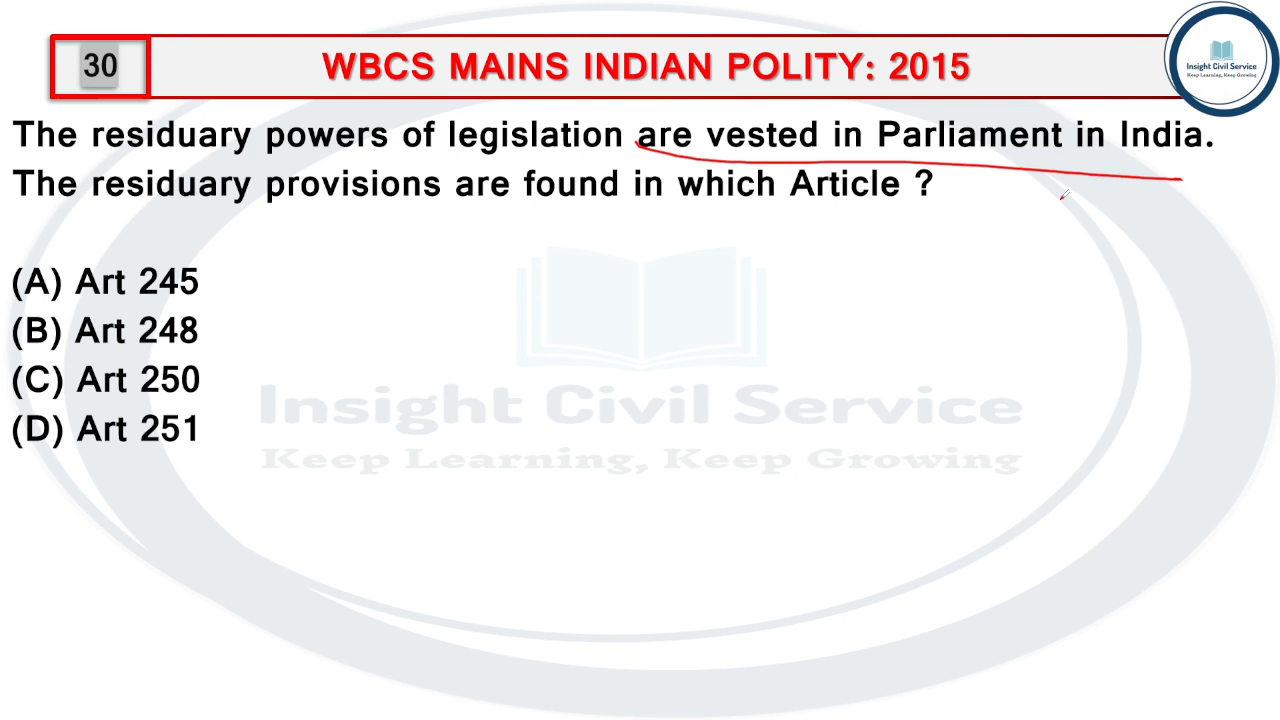 30
WBCS MAINS INDIAN POLITY: 2015
Insight Civil Service
Keep Learning, Keep Growing
The residuary powers of legislation are vested in Parliament in India.
The residuary provisions are found in which Article ?
(A) Art 245
(B) Art 248
(C) Art 250
(D) Art 251
Insight Civil Service
Keep Learning, Keep Growing